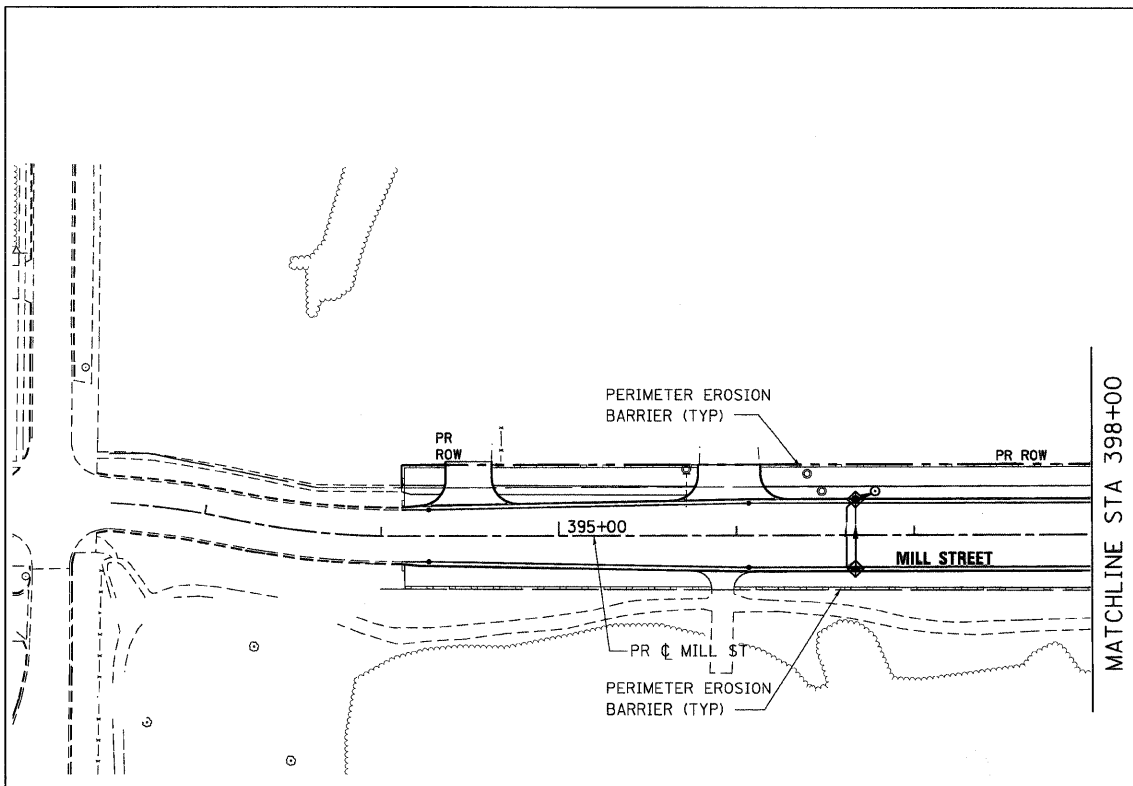 PERIMETER EROSION
BARRIER (TYP)
PR
ROW
PR ROW
395+00
MILL STREET
PR ℄ MILL ST
PERIMETER EROSION
BARRIER (TYP)
MATCHLINE STA 398+00